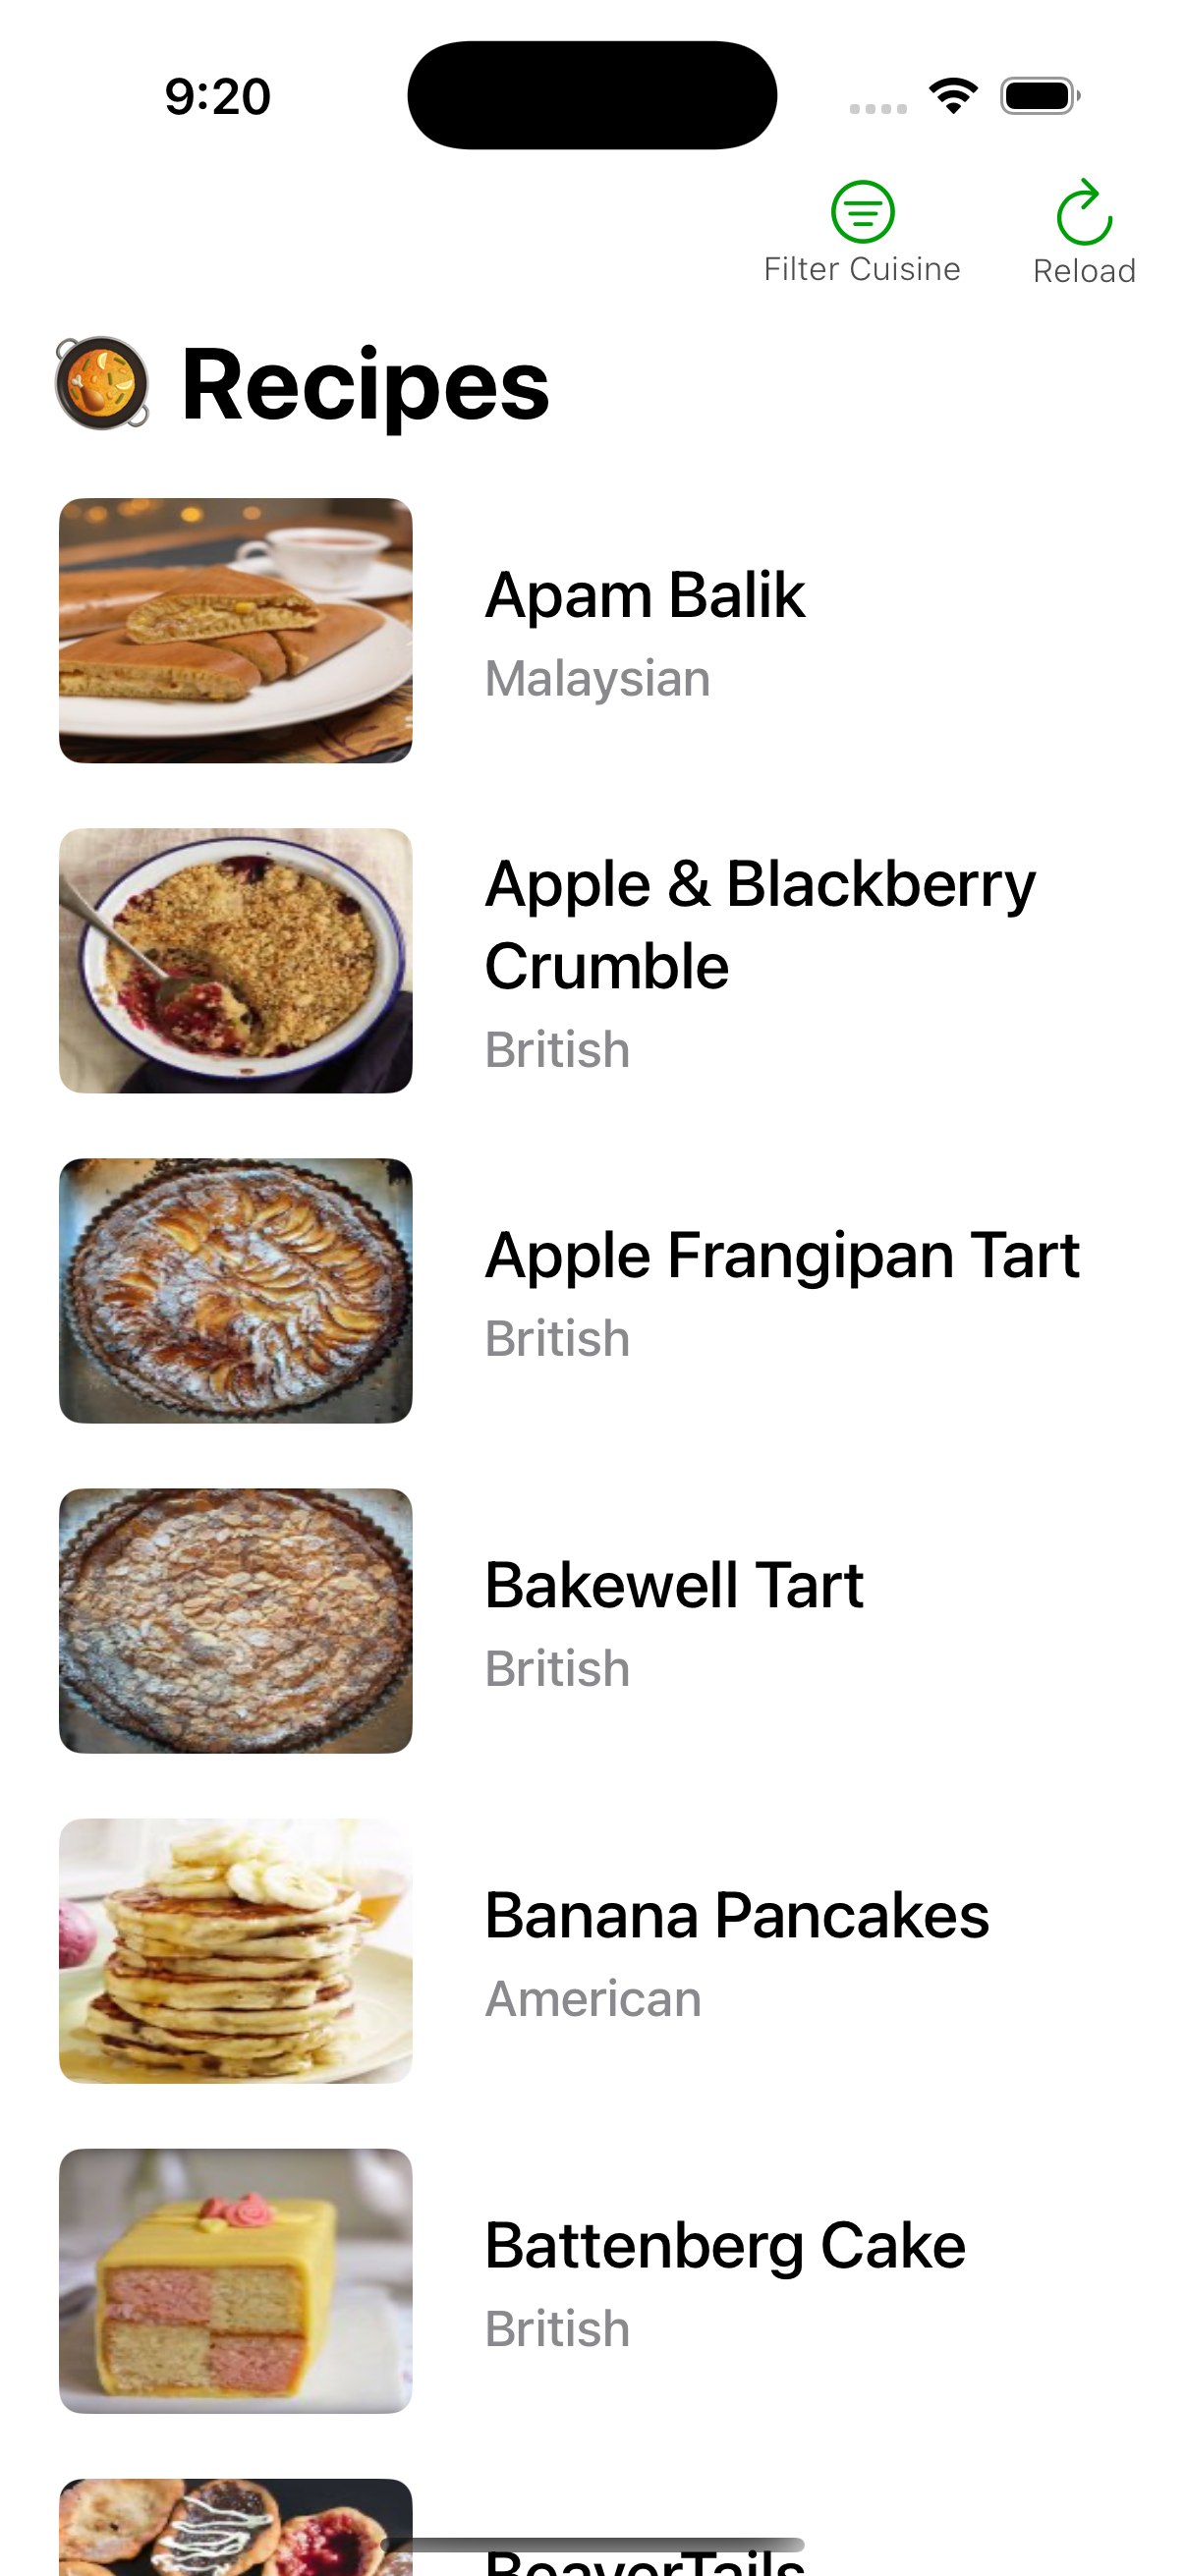 9:20
Filter Cuisine
Reload
Recipes
Apam Balik
Malaysian
Apple & Blackberry
Crumble
British
Apple Frangipan Tart
British
Bakewell Tart
British
Banana Pancakes
American
Battenberg Cake
British
BeaverTails